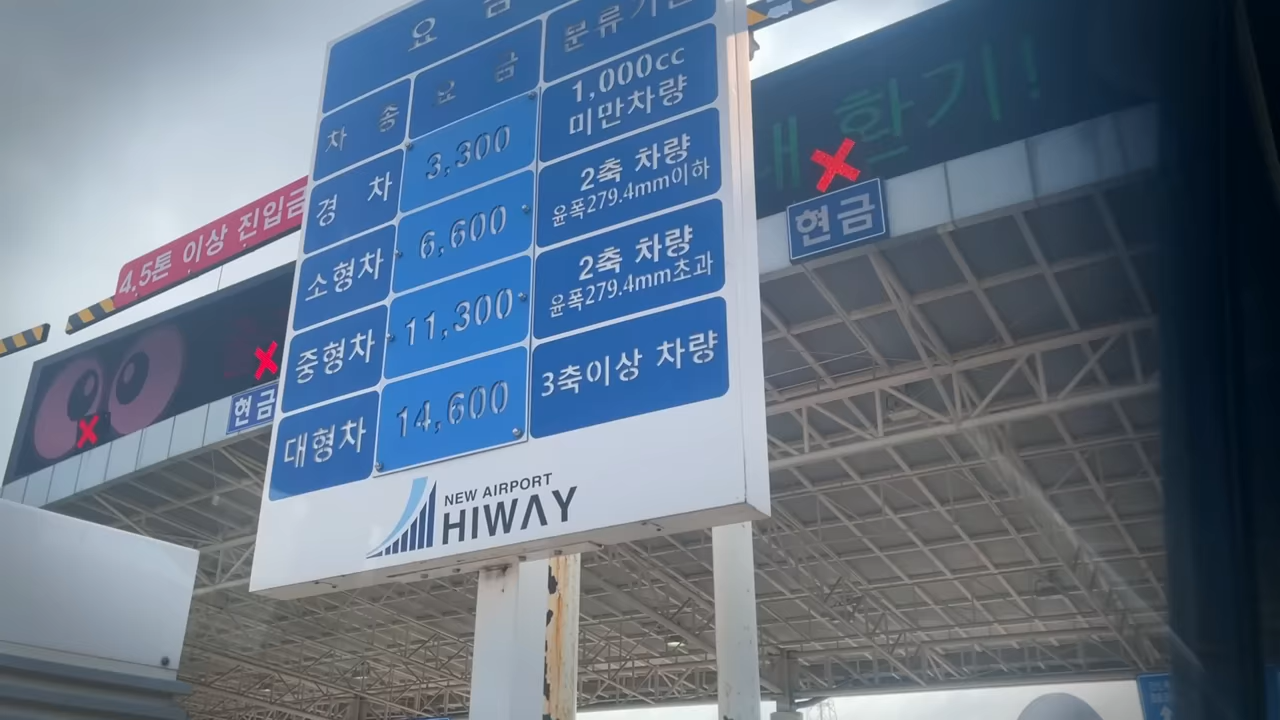 요 금
차 종 요 금 분류기준
경 차 3,300 1,000cc
미만차량
소형차 6,600 2축 차량
윤폭279.4mm이하
중형차 11,300 2축 차량
윤폭279.4mm초과
대형차 14,600 3축이상 차량
NEW AIRPORT
HIWAY
4.5톤 이상 진입금
현금
환기!
현금